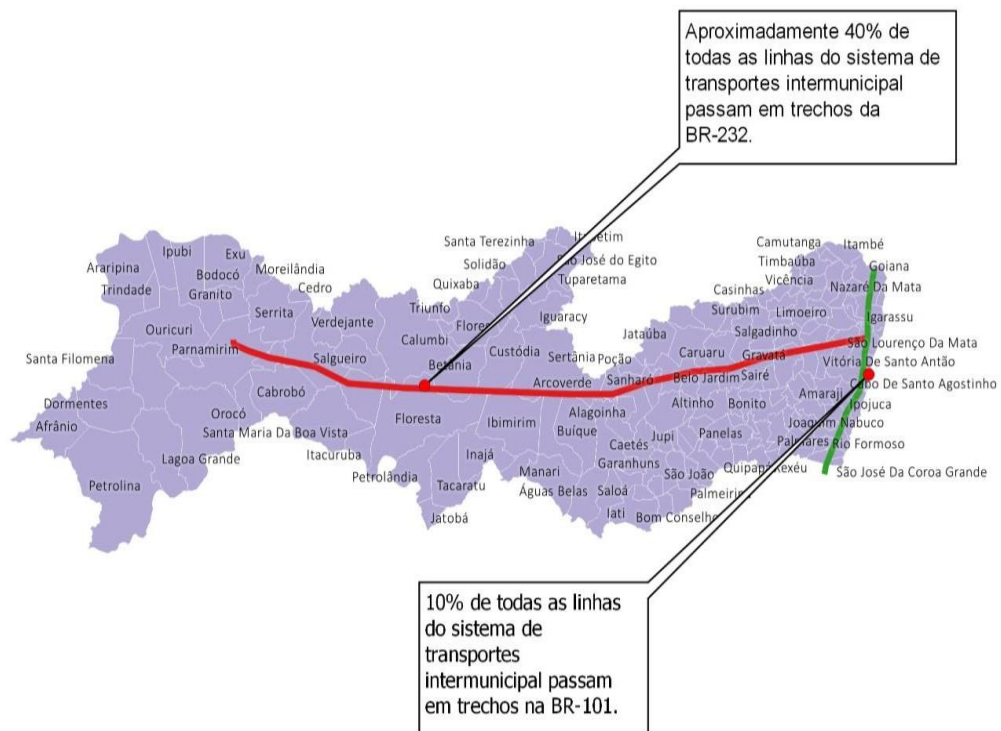 Aproximadamente 40% de
todas as linhas do sistema de
transportes intermunicipal
passam em trechos da
BR-232.
Santa Terezinha
Solidão
São José do Egito
Tuparetama
Quixaba
Triunfo
Iguaracy
Calumbi
Betânia
Custódia
Sertânia
Poção
Ipubi
Exu
Araripina
Bodocó
Moreilândia
Trindade
Granito
Cedro
Serrita
Verdejante
Ouricuri
Parnamirim
Salgueiro
Santa Filomena
Cabrobó
Dormentes
Afrânio
Orocó
Santa Maria Da Boa Vista
Lagoa Grande
Itacuruba
Petrolina
Petrolândia
Floresta
Ibimirim
Inajá
Tacaratu
Jatobá
Manari
Águas Belas
Arcoverde
Alagoinha
Buíque
Sanharó
Belo Jardim
Jataúba
Caruaru
Gravatá
Sairé
Altinho
Bonito
Caetés
Jupi
Panelas
Garanhuns
São João
Saloá
Iati
Bom Conselho
Palmeirina
Quipapá
Xexéu
Camutanga
Itambé
Timbaúba
Goiana
Vicência
Nazaré Da Mata
Casinhas
Surubim
Limoeiro
Igarassu
Salgadinho
São Lourenço Da Mata
Vitória De Santo Antão
Cabo De Santo Agostinho
Amaraji
Ipojuca
Joaquim Nabuco
Palmares
Rio Formoso
São José Da Coroa Grande
10% de todas as linhas
do sistema de
transportes
intermunicipal passam
em trechos na BR-101.